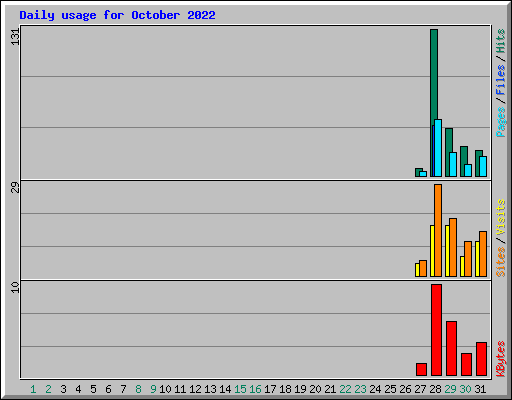 Daily usage for October 2022
131
29
10
Pages/Files/Hits
Sites/Visits
KBytes
1 2 3 4 5 6 7 8 9 10 11 12 13 14 15 16 17 18 19 20 21 22 23 24 25 26 27 28 29 30 31